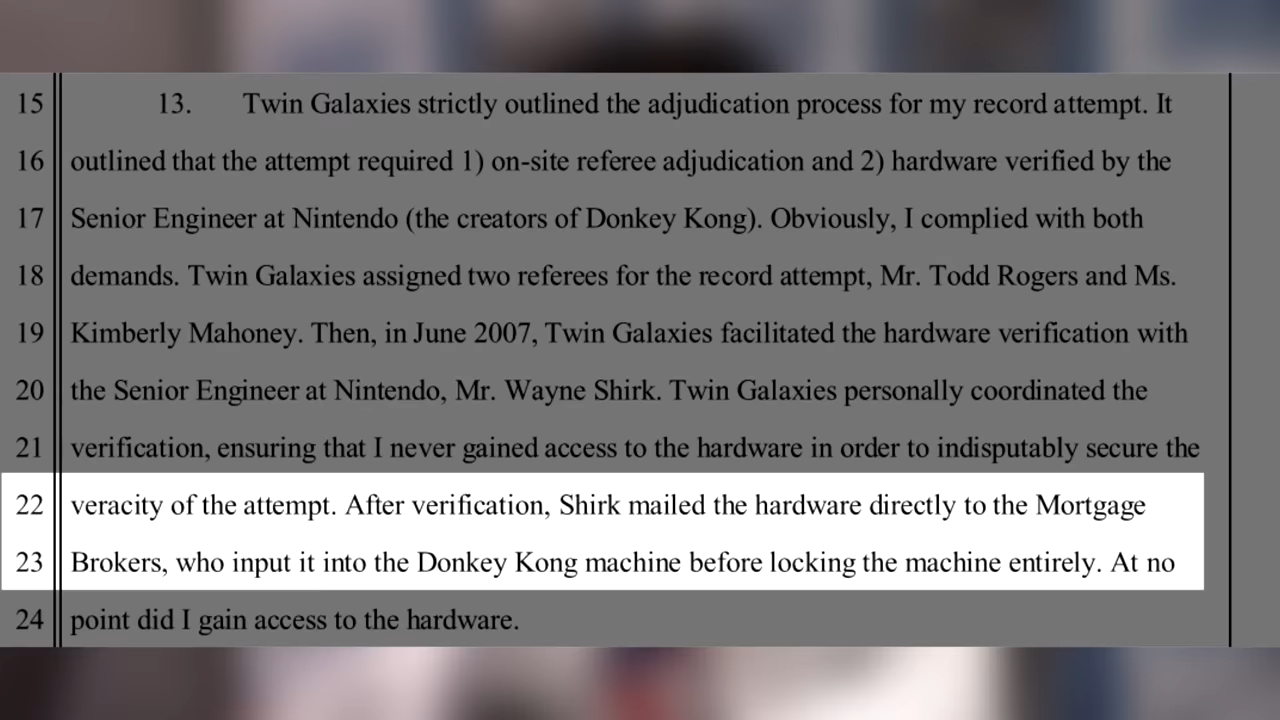 15 13. Twin Galaxies strictly outlined the adjudication process for my record attempt. It
16 outlined that the attempt required 1) on-site referee adjudication and 2) hardware verified by the
17 Senior Engineer at Nintendo (the creators of Donkey Kong). Obviously, I complied with both
18 demands. Twin Galaxies assigned two referees for the record attempt, Mr. Todd Rogers and Ms.
19 Kimberly Mahoney. Then, in June 2007, Twin Galaxies facilitated the hardware verification with
20 the Senior Engineer at Nintendo, Mr. Wayne Shirk. Twin Galaxies personally coordinated the
21 verification, ensuring that I never gained access to the hardware in order to indisputably secure the
22 veracity of the attempt. After verification, Shirk mailed the hardware directly to the Mortgage
23 Brokers, who input it into the Donkey Kong machine before locking the machine entirely. At no
24 point did I gain access to the hardware.